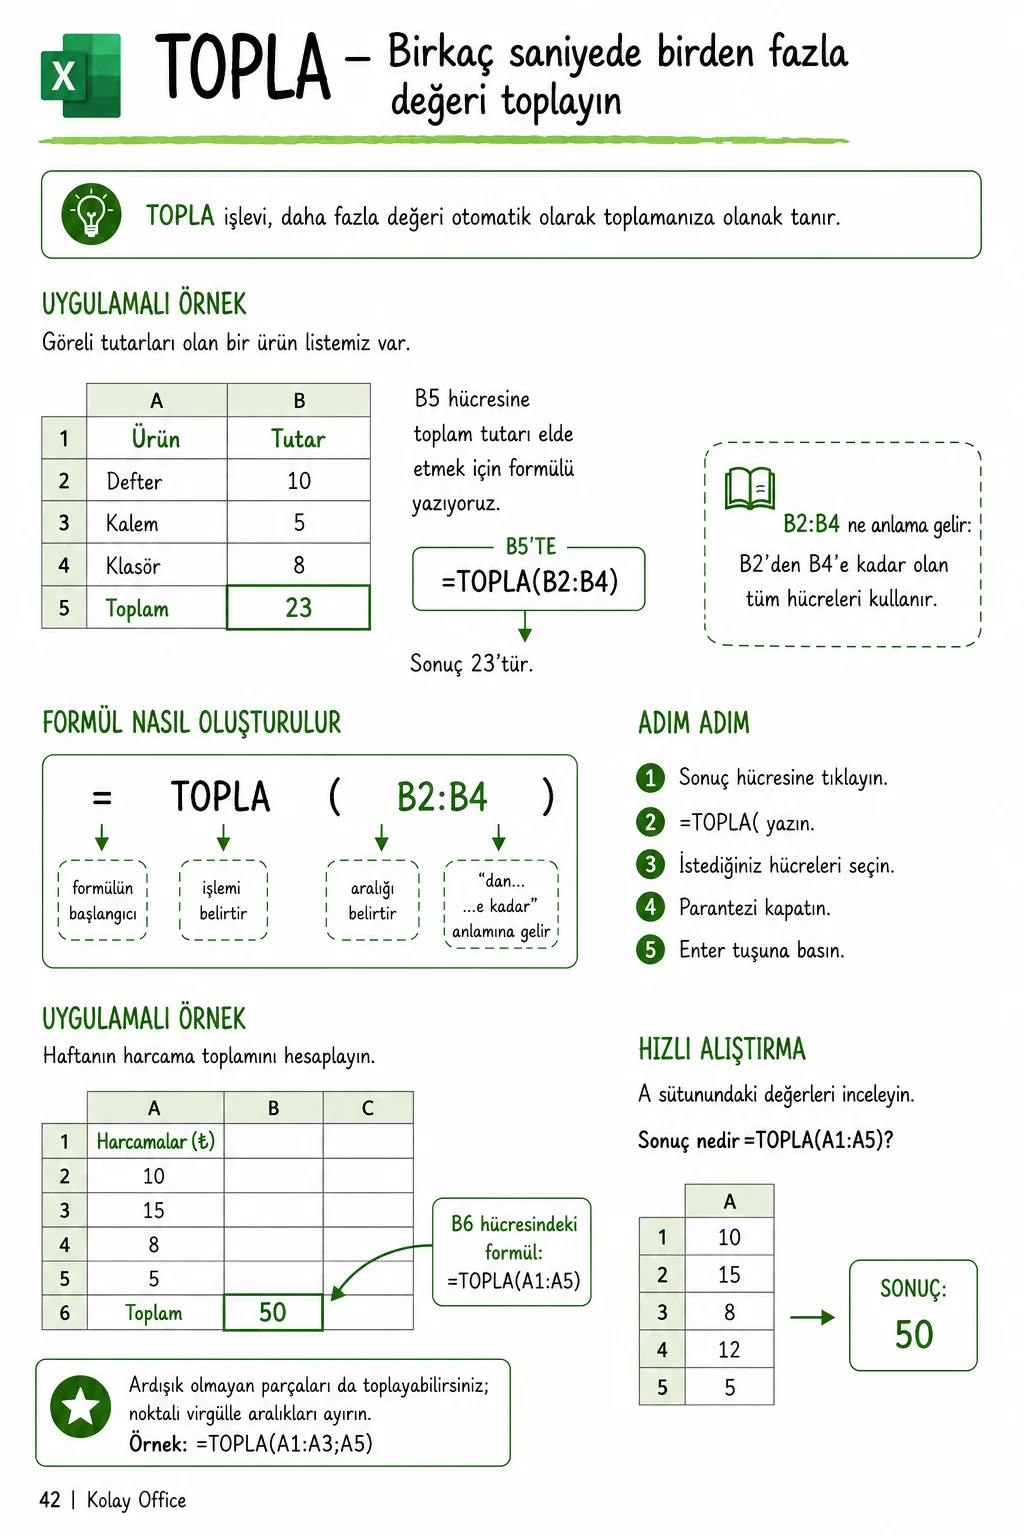 X
TOPLA – Birkaç saniyede birden fazla
değeri toplayın
TOPLA işlevi, daha fazla değeri otomatik olarak toplamanıza olanak tanır.
UYGULAMALI ÖRNEK
Göreli tutarları olan bir ürün listemiz var.
A B
1 Ürün Tutar
2 Defter 10
3 Kalem 5
4 Klasör 8
5 Toplam 23
B5 hücresine
toplam tutarı elde
etmek için formülü
yazıyoruz.
B5'TE
=TOPLA(B2:B4)
Sonuç 23'tür.
B2:B4 ne anlama gelir:
B2'den B4'e kadar olan
tüm hücreleri kullanır.
FORMÜL NASIL OLUŞTURULUR
= TOPLA ( B2:B4 )
formülün
başlangıcı
işlemi
belirtir
aralığı
belirtir
“dan...
...e kadar”
anlamına gelir
ADIM ADIM
1 Sonuç hücresine tıklayın.
2 =TOPLA( yazın.
3 İstediğiniz hücreleri seçin.
4 Parantezi kapatın.
5 Enter tuşuna basın.
UYGULAMALI ÖRNEK
Haftanın harcama toplamını hesaplayın.
A B C
1 Harcamalar (₺)
2 10
3 15
4 8
5 5
6 Toplam 50
B6 hücresindeki
formül:
=TOPLA(A1:A5)
HIZLI ALIŞTIRMA
A sütunundaki değerleri inceleyin.
Sonuç nedir =TOPLA(A1:A5)?
A
1 10
2 15
3 8
4 12
5 5
SONUÇ:
50
Ardışık olmayan parçaları da toplayabilirsiniz;
noktalı virgülle aralıkları ayırın.
Örnek: =TOPLA(A1:A3;A5)
42 | Kolay Office